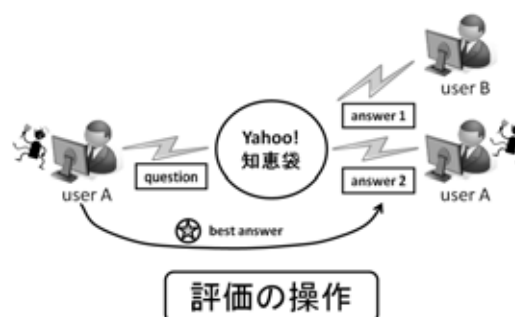 user B
answer 1
Yahoo!
知恵袋
question
answer 2
user A
user A
best answer
評価の操作